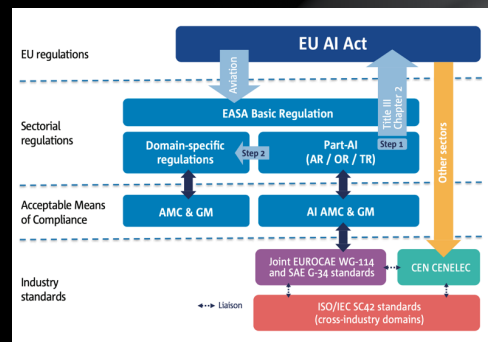 EU regulations
EU AI Act
Aviation
Title III
Chapter 2
Other sectors
Sectorial
regulations
EASA Basic Regulation
Domain-specific
regulations
Step 2
Part-AI
(AR / OR / TR)
Step 1
Acceptable Means
of Compliance
AMC & GM
AI AMC & GM
Industry
standards
Joint EUROCAE WG-114
and SAE G-34 standards
CEN CENELEC
Liaison
ISO/IEC SC42 standards
(cross-industry domains)